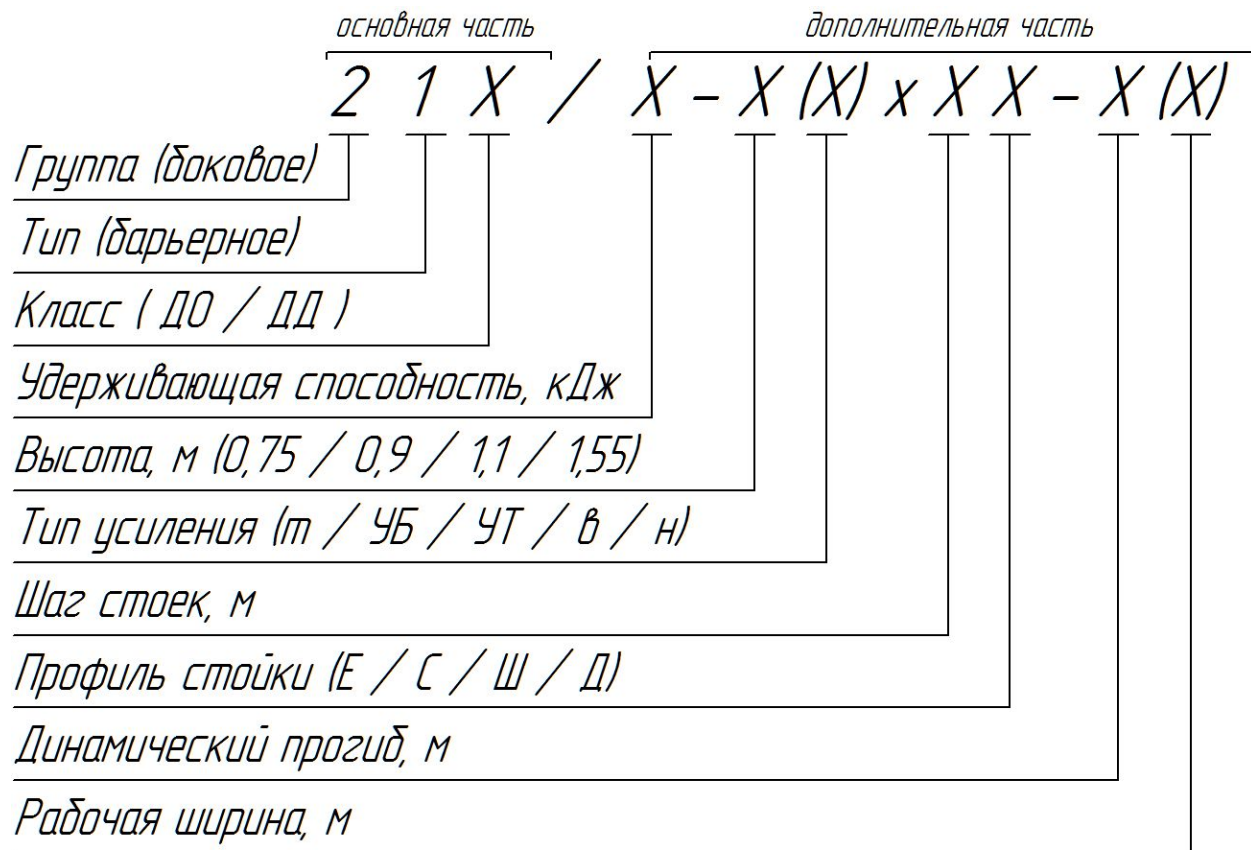 основная часть дополнительная часть
2 1 X / X - X (X) x X X - X (X)
Группа (боковое)
Тип (барьерное)
Класс ( ДО / ДД )
Удерживающая способность, кДж
Высота, м (0,75 / 0,9 / 1,1 / 1,55)
Тип усиления (т / УБ / УТ / в / н)
Шаг стоек, м
Профиль стойки (Е / С / Ш / Д)
Динамический прогиб, м
Рабочая ширина, м